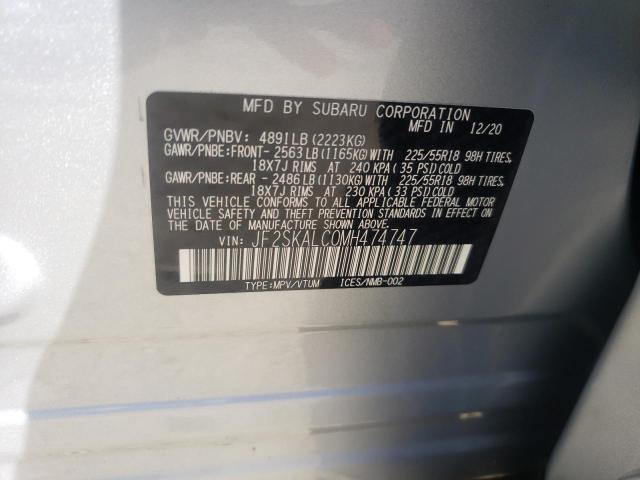 MFD BY SUBARU CORPORATION
GVWR/PNBV: 4891LB(2223KG) MFD IN 12/20
GAWR/PNBE:FRONT-2563LB(1165KG)WITH 225/55R18 98H TIRES,
18X7J RIMS AT 240 KPA(35 PSI)COLD
GAWR/PNBE:REAR -2486LB(1130KG)WITH 225/55R18 98H TIRES,
18X7J RIMS AT 230 KPA(33 PSI)COLD
THIS VEHICLE CONFORMS TO ALL APPLICABLE FEDERAL MOTOR
VEHICLE SAFETY AND THEFT PREVENTION STANDARDS IN EFFECT
ON THE DATE OF MANUFACTURE SHOWN ABOVE.
VIN: JF2SKALC0MH474747
TYPE:MPV/VTUM ICES/NMB-002